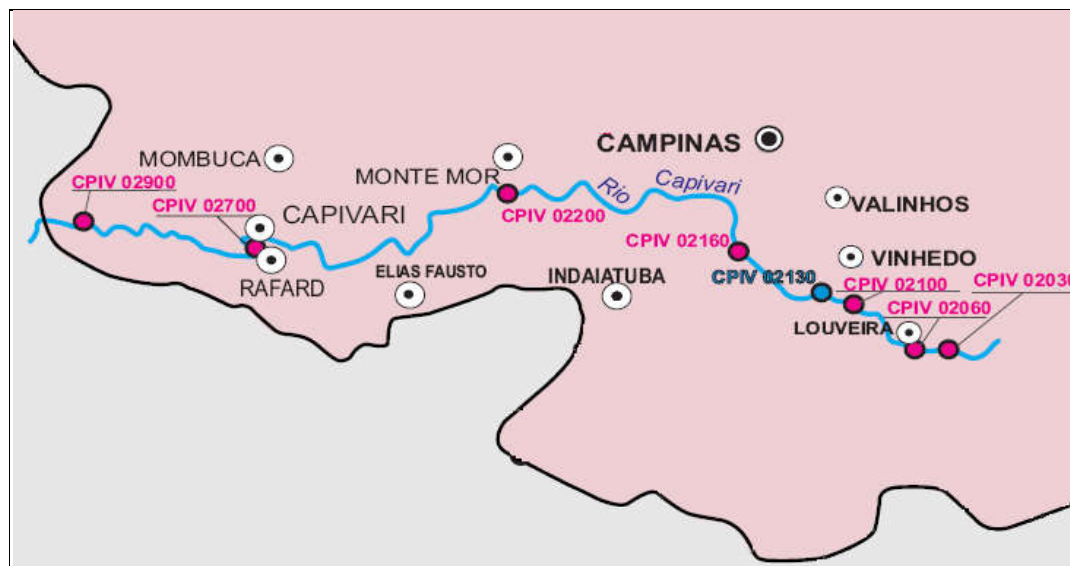 CAMPINAS
MOMBUCA
MONTE MOR
Rio Capivari
CPIV 02900
CPIV 02700
CAPIVARI
CPIV 02200
VALINHOS
CPIV 02160
VINHEDO
RAFARD
ELIAS FAUSTO
INDAIATUBA
CPIV 02130
CPIV 02100
CPIV 02030
CPIV 02060
LOUVEIRA